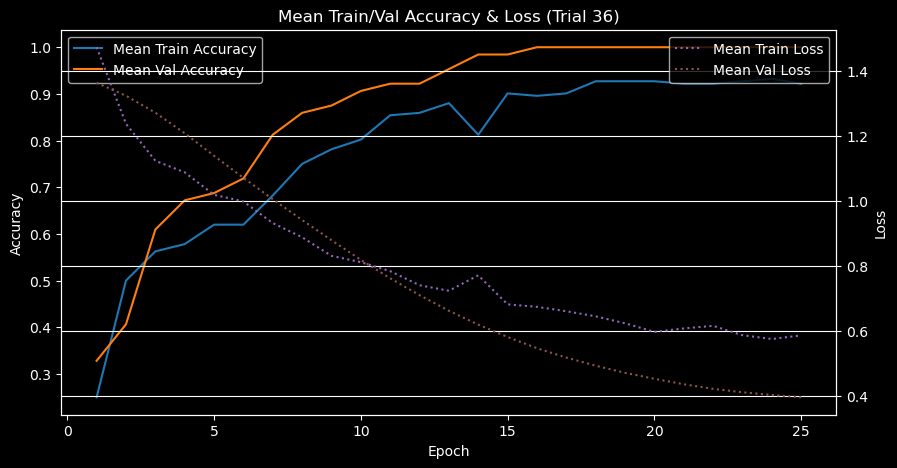 Mean Train/Val Accuracy & Loss (Trial 36)
Mean Train Accuracy
Mean Val Accuracy
Mean Train Loss
Mean Val Loss
1.0
0.9
0.8
0.7
0.6
0.5
0.4
0.3
Accuracy
1.4
1.2
1.0
0.8
0.6
0.4
Loss
0 5 10 15 20 25
Epoch